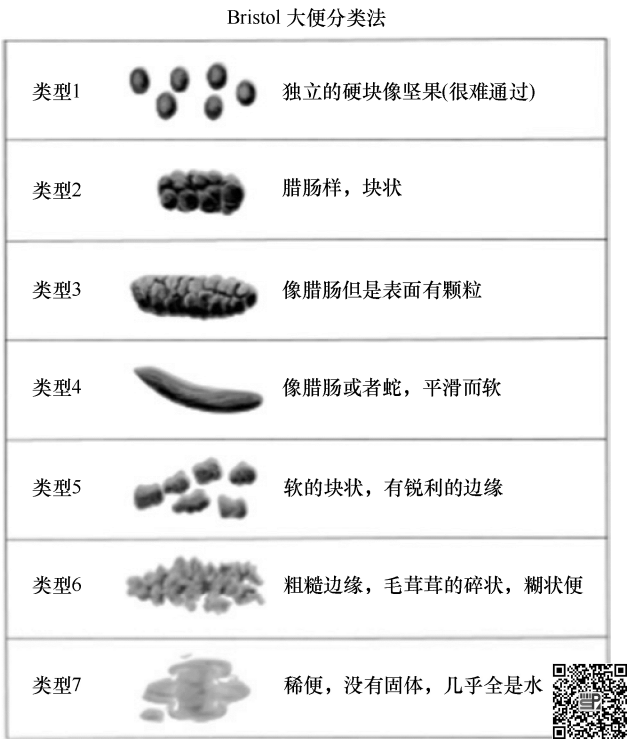 Bristol 大便分类法
类型1 独立的硬块像坚果(很难通过)
类型2 腊肠样，块状
类型3 像腊肠但是表面有颗粒
类型4 像腊肠或者蛇，平滑而软
类型5 软的块状，有锐利的边缘
类型6 粗糙边缘，毛茸茸的碎状，糊状便
类型7 稀便，没有固体，几乎全是水